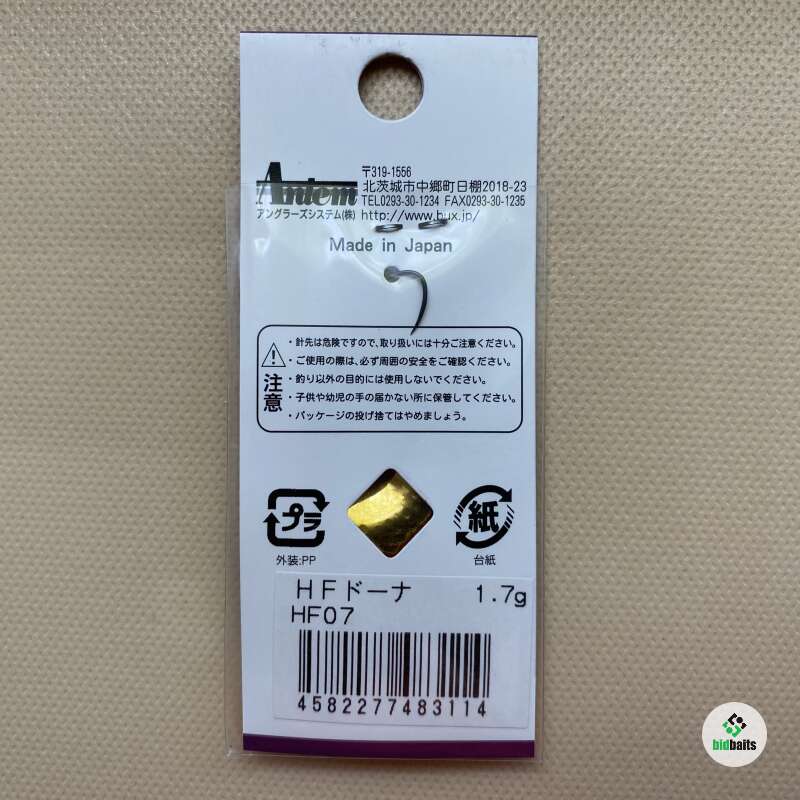 Antem
アングラーズシステム(株)
〒319-1556
北茨城市中郷町日棚2018-23
TEL0293-30-1234 FAX0293-30-1235
http://www.bux.jp/
Made in Japan
注意
・針先は危険ですので、取り扱いには十分ご注意ください。
・ご使用の際は、必ず周囲の安全をご確認ください。
・釣り以外の目的には使用しないでください。
・子供や幼児の手の届かない所に保管してください。
・パッケージの投げ捨てはやめましょう。
プラ
外装:PP
紙
台紙
HFドーナ 1.7g
HF07
4582277483114
bidbaits